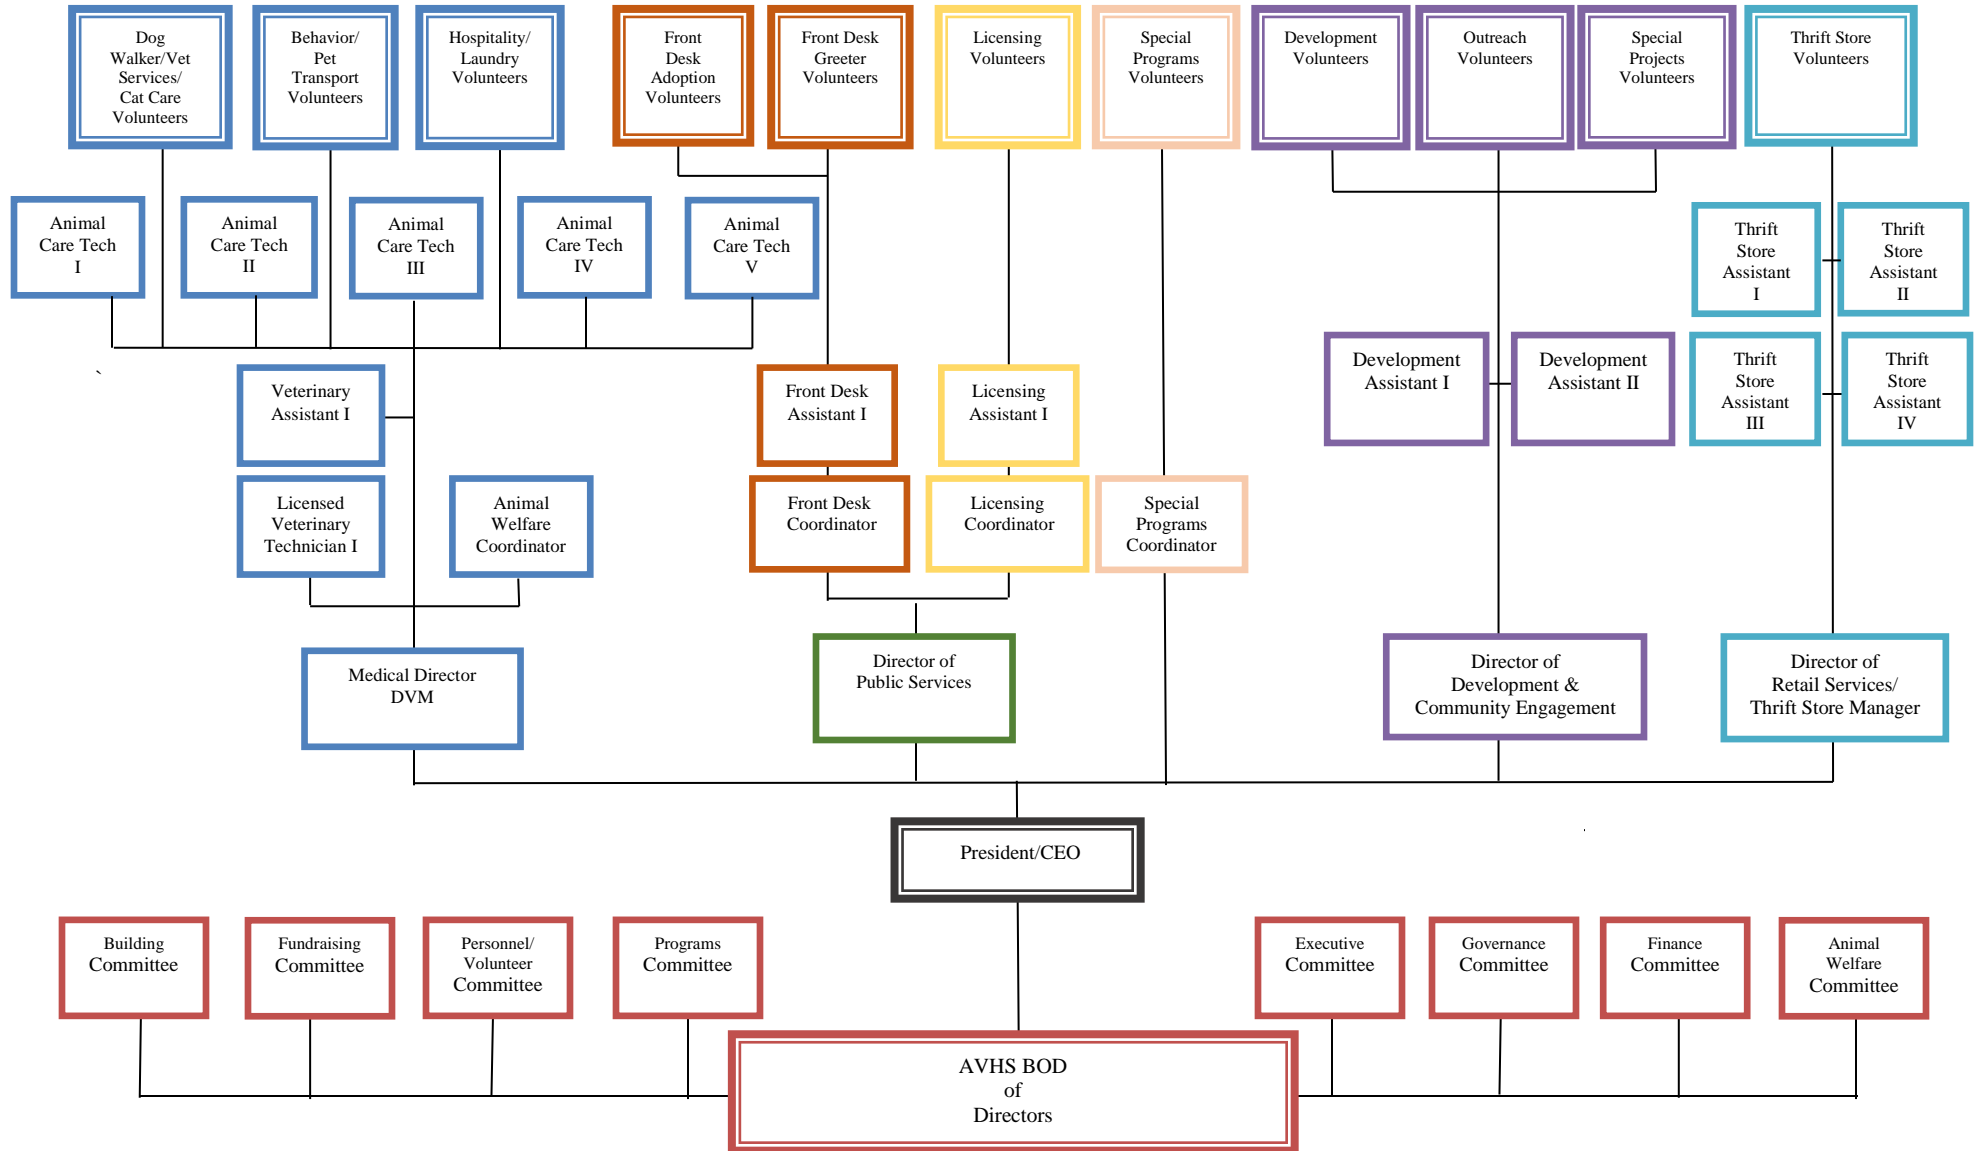 Dog
Walker/Vet
Services/
Cat Care
Volunteers
Behavior/
Pet
Transport
Volunteers
Hospitality/
Laundry
Volunteers
Front
Desk
Adoption
Volunteers
Front Desk
Greeter
Volunteers
Licensing
Volunteers
Special
Programs
Volunteers
Development
Volunteers
Outreach
Volunteers
Special
Projects
Volunteers
Thrift Store
Volunteers
Animal
Care Tech
I
Animal
Care Tech
II
Animal
Care Tech
III
Animal
Care Tech
IV
Animal
Care Tech
V
Thrift
Store
Assistant
I
Thrift
Store
Assistant
II
Veterinary
Assistant I
Front Desk
Assistant I
Licensing
Assistant I
Development
Assistant I
Development
Assistant II
Thrift
Store
Assistant
III
Thrift
Store
Assistant
IV
`
Licensed
Veterinary
Technician I
Animal
Welfare
Coordinator
Front Desk
Coordinator
Licensing
Coordinator
Special
Programs
Coordinator
Medical Director
DVM
Director of
Public Services
Director of
Development &
Community Engagement
Director of
Retail Services/
Thrift Store Manager
President/CEO
Building
Committee
Fundraising
Committee
Personnel/
Volunteer
Committee
Programs
Committee
Executive
Committee
Governance
Committee
Finance
Committee
Animal
Welfare
Committee
AVHS BOD
of
Directors